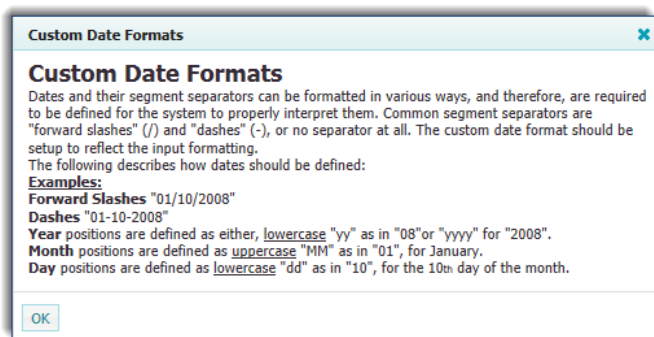 Custom Date Formats
Custom Date Formats
Dates and their segment separators can be formatted in various ways, and therefore, are required
to be defined for the system to properly interpret them. Common segment separators are
"forward slashes" (/) and "dashes" (-), or no separator at all. The custom date format should be
setup to reflect the input formatting.
The following describes how dates should be defined:
Examples:
Forward Slashes "01/10/2008"
Dashes "01-10-2008"
Year positions are defined as either, lowercase "yy" as in "08"or "yyyy" for "2008".
Month positions are defined as uppercase "MM" as in "01", for January.
Day positions are defined as lowercase "dd" as in "10", for the 10th day of the month.
OK